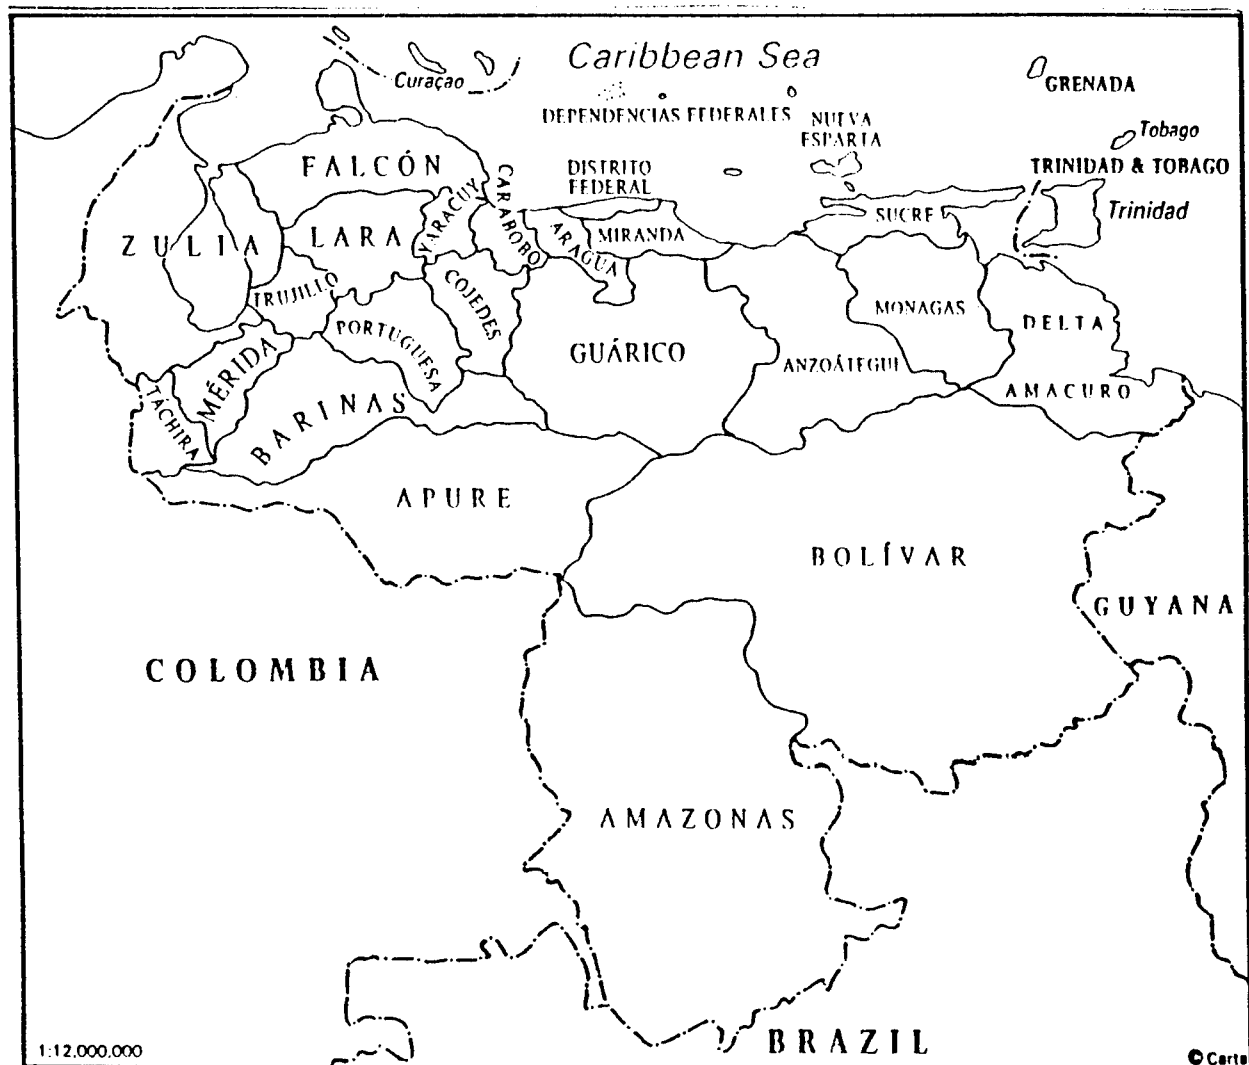 Caribbean Sea
Curaçao
GRENADA
DEPENDENCIAS FEDERALES
NUEVA
ESPARTA
Tobago
TRINIDAD & TOBAGO
Trinidad
FALCÓN
DISTRITO
FEDERAL
CARABOBO
YARACUY
ZULIA
LARA
ARAGUA
MIRANDA
SUCRE
TRUJILLO
COJEDES
MONAGAS
DELTA
AMACURO
PORTUGUESA
GUÁRICO
ANZOÁTEGUI
MÉRIDA
TÁCHIRA
BARINAS
APURE
BOLÍVAR
GUYANA
COLOMBIA
AMAZONAS
BRAZIL
1:12,000,000
© Carta